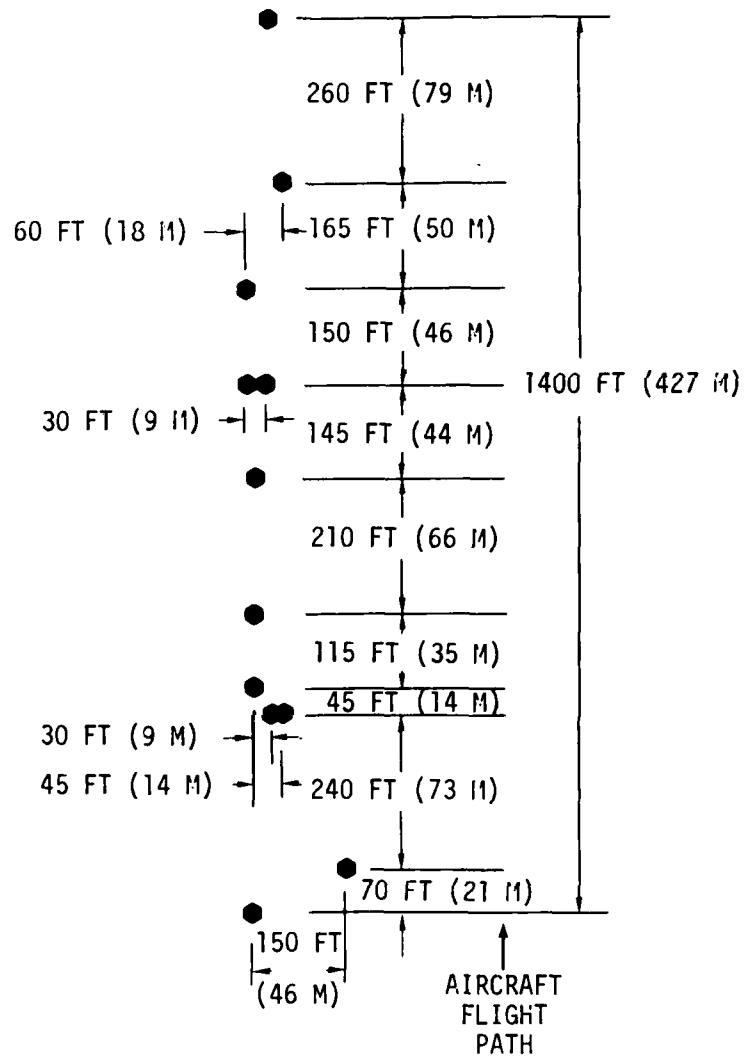 260 FT (79 M)
60 FT (18 M)
165 FT (50 M)
150 FT (46 M)
1400 FT (427 M)
30 FT (9 M)
145 FT (44 M)
210 FT (66 M)
115 FT (35 M)
45 FT (14 M)
30 FT (9 M)
45 FT (14 M)
240 FT (73 M)
70 FT (21 M)
150 FT
(46 M)
AIRCRAFT
FLIGHT
PATH